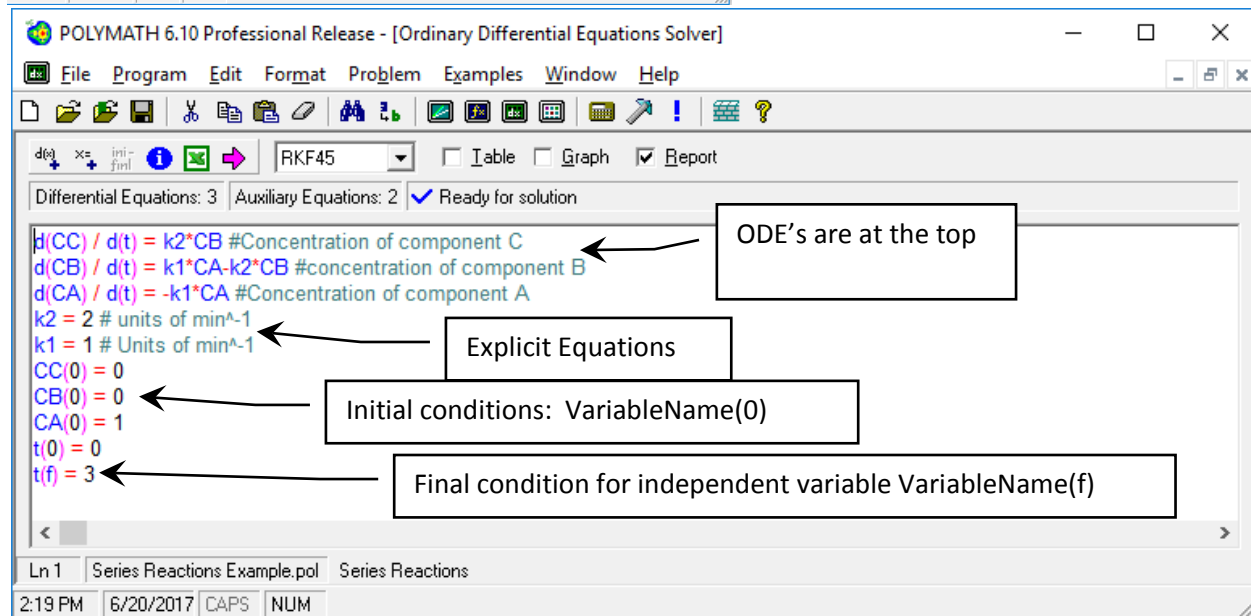 POLYMATH 6.10 Professional Release - [Ordinary Differential Equations Solver]
File Program Edit Format Problem Examples Window Help
d(x) x= ini- finl RKF45 Table Graph Report
Differential Equations: 3 Auxiliary Equations: 2 Ready for solution
d(CC) / d(t) = k2*CB #Concentration of component C
ODE's are at the top
d(CB) / d(t) = k1*CA-k2*CB #concentration of component B
d(CA) / d(t) = -k1*CA #Concentration of component A
k2 = 2 # units of min^-1
k1 = 1 # Units of min^-1
Explicit Equations
CC(0) = 0
CB(0) = 0
Initial conditions: VariableName(0)
CA(0) = 1
t(0) = 0
t(f) = 3
Final condition for independent variable VariableName(f)
Ln 1 Series Reactions Example.pol Series Reactions
2:19 PM 6/20/2017 CAPS NUM